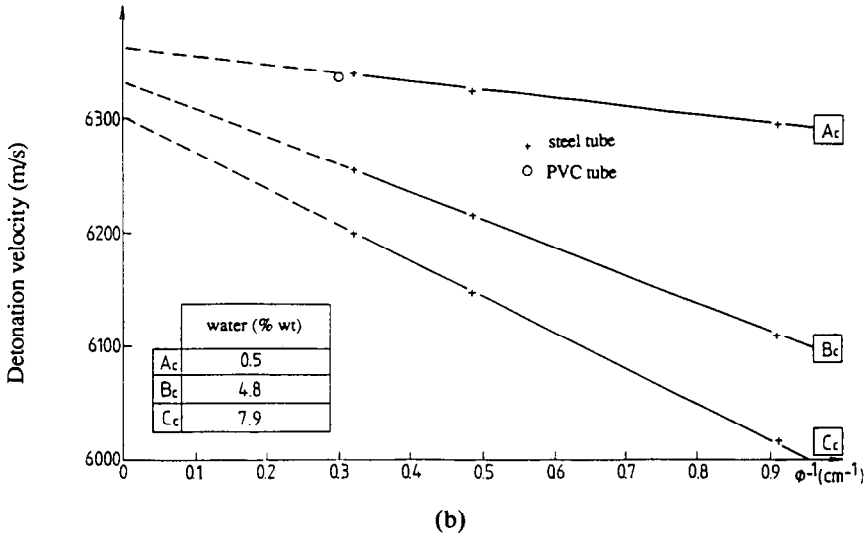 Detonation velocity (m/s)
6300
6200
6100
6000
+ steel tube
O PVC tube
Ac
Bc
Cc
water (% wt)
Ac 0.5
Bc 4.8
Cc 7.9
0 0.1 0.2 0.3 0.4 0.5 0.6 0.7 0.8 0.9 ϕ⁻¹(cm⁻¹)
(b)